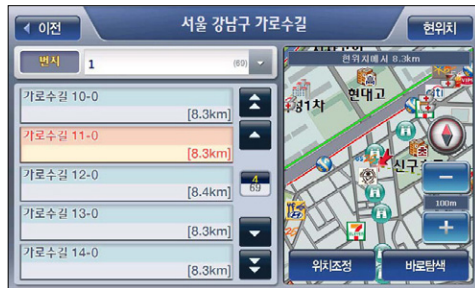 이전
서울 강남구 가로수길
현위치
번지
1
(69)
가로수길 10-0
[8.3km]
가로수길 11-0
[8.3km]
가로수길 12-0
[8.4km]
가로수길 13-0
[8.3km]
가로수길 14-0
[8.3km]
4
69
현위치에서 8.3km
현대고
1차
100m
위치조정
바로탐색